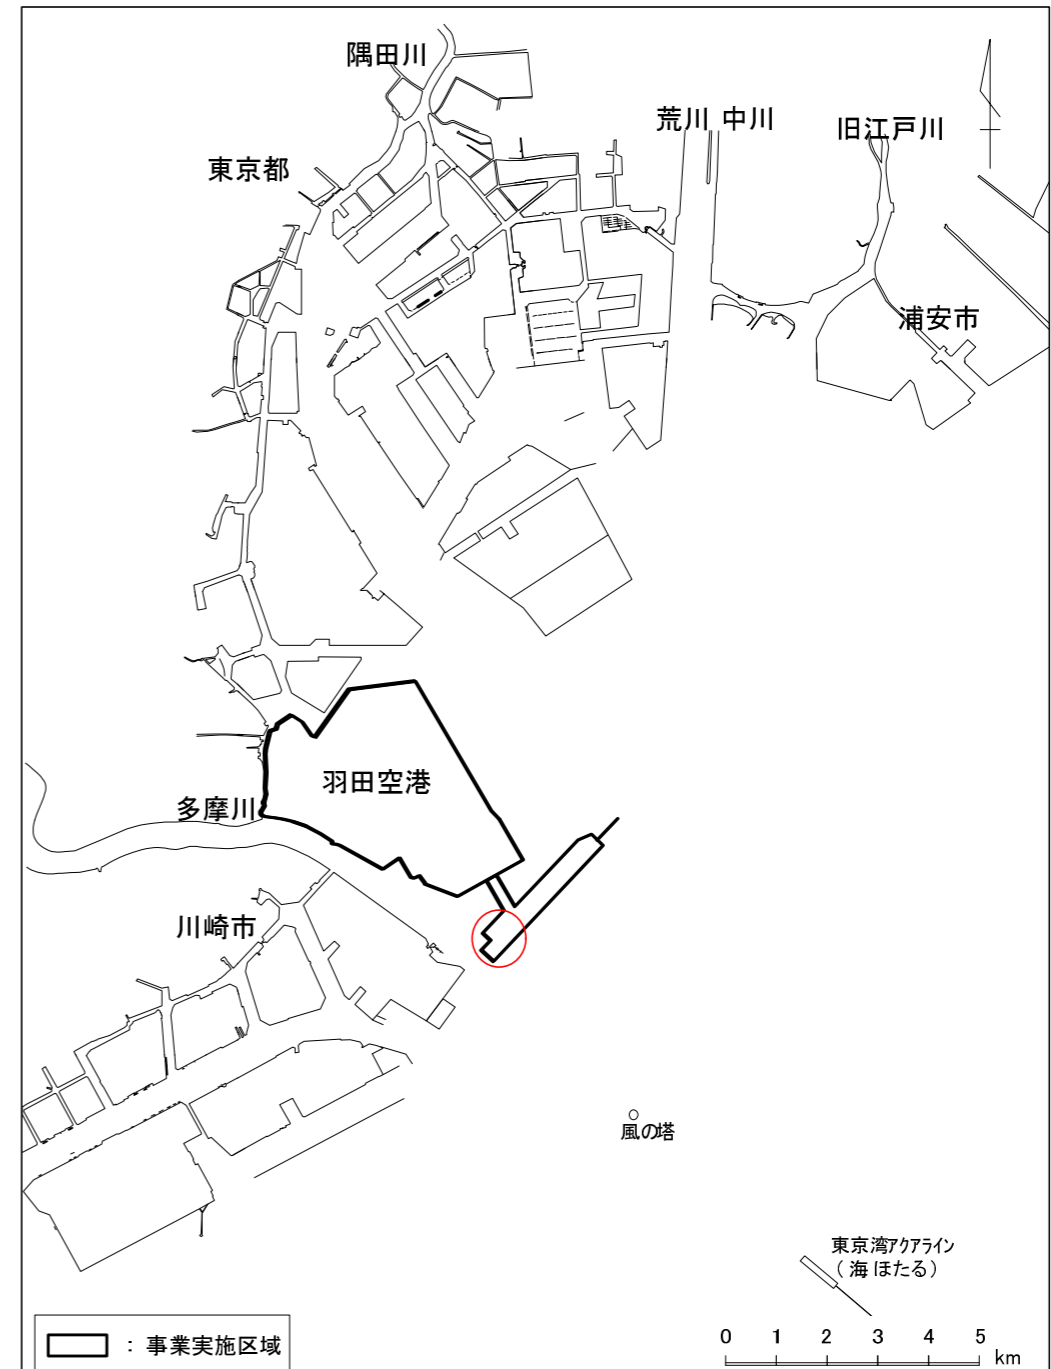 隅田川
荒川 中川
旧江戸川
東京都
浦安市
羽田空港
多摩川
川崎市
風の塔
東京湾アクアライン
（海ほたる）
：事業実施区域
0 1 2 3 4 5
km